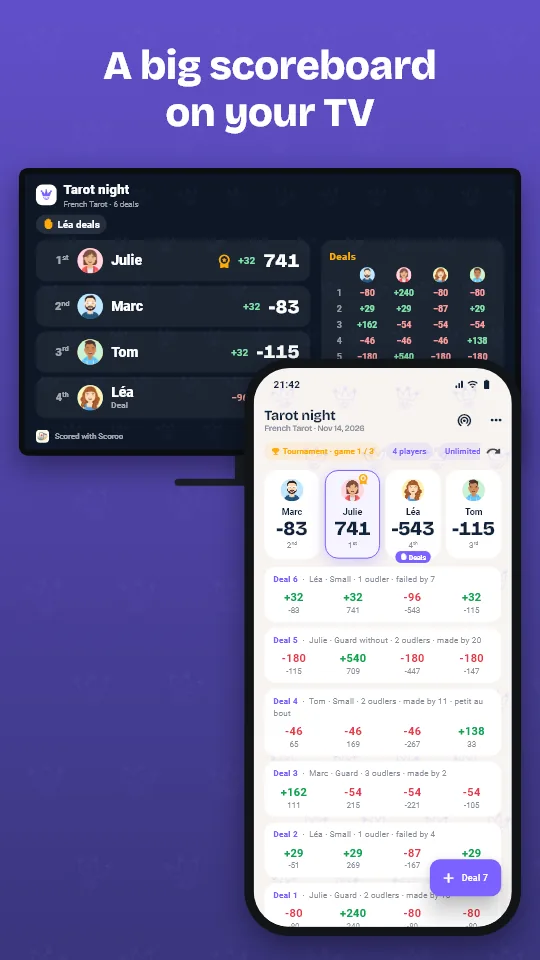 A big scoreboard
on your TV
Tarot night
French Tarot · 6 deals
Léa deals
1st Julie +32 741
2nd Marc +32 -83
3rd Tom +32 -115
4th Léa
Deal
Scored with Scoroo
Deals
1 -80 +240 -80 -80
2 +29 +29 -87 +29
3 +162 -54 -54 -54
4 -46 -46 -46 +138
5 -180 +540 -180 -180
21:42
Tarot night
French Tarot · Nov 14, 2026
Tournament · game 1 / 3 4 players Unlimited
Marc Julie Léa Tom
-83 741 -543 -115
2nd 1st 4th 3rd
Deals
Deal 6 · Léa · Small · 1 oudler · failed by 7
+32 +32 -96 +32
-83 741 -543 -115
Deal 5 · Julie · Guard without · 2 oudlers · made by 20
-180 +540 -180 -180
-115 709 -447 -147
Deal 4 · Tom · Small · 2 oudlers · made by 11 · petit au
bout
-46 -46 -46 +138
65 169 -267 33
Deal 3 · Marc · Guard · 3 oudlers · made by 2
+162 -54 -54 -54
111 215 -221 -105
Deal 2 · Léa · Small · 1 oudler · failed by 4
+29 +29 -87 +29
-51 269 -167
Deal 1 · Julie · Guard · 2 oudlers · made by
-80 +240 -80 -80
+ Deal 7